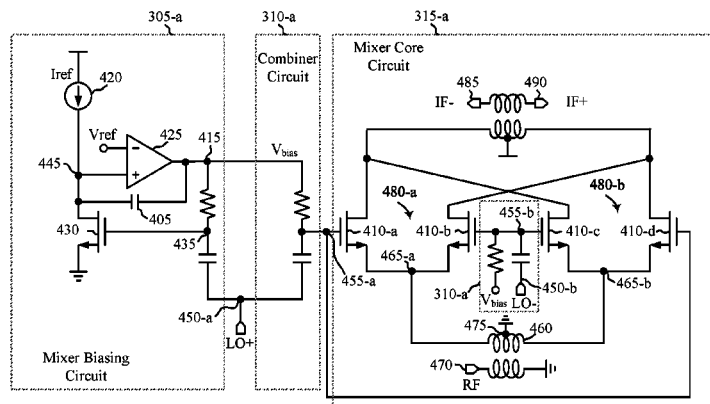 305-a
310-a
315-a
Mixer Core
Circuit
Combiner
Circuit
Iref
420
485
490
IF-
IF+
Vref
425
415
Vbias
445
405
430
435
480-a
480-b
455-b
410-a
410-b
410-c
410-d
465-a
455-a
310-a
Vbias
LO-
450-b
465-b
450-a
LO+
475
460
470
RF
Mixer Biasing
Circuit